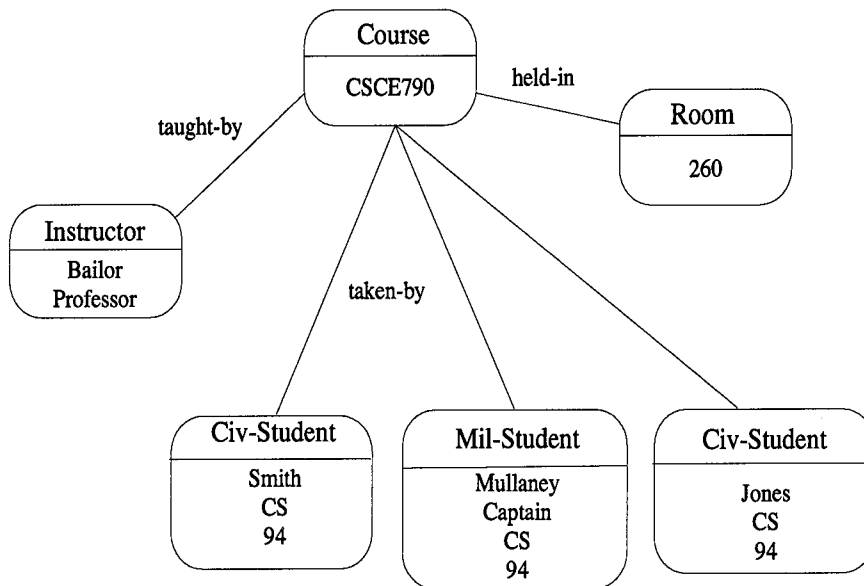 Course
CSCE790
held-in
Room
260
taught-by
Instructor
Bailor
Professor
taken-by
Civ-Student
Smith
CS
94
Mil-Student
Mullaney
Captain
CS
94
Civ-Student
Jones
CS
94